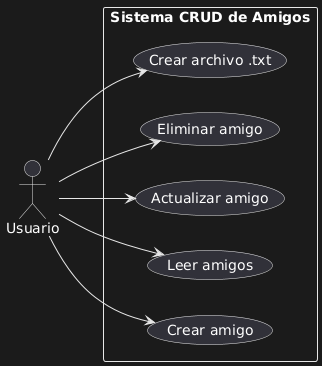 Sistema CRUD de Amigos
Crear archivo .txt
Eliminar amigo
Actualizar amigo
Usuario
Leer amigos
Crear amigo